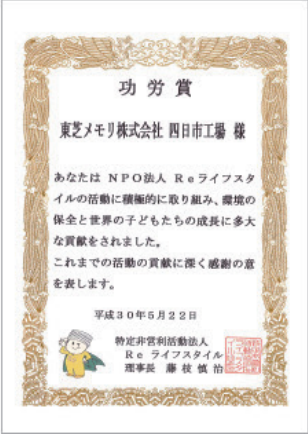 功労賞
東芝メモリ株式会社 四日市工場 様
あなたは NPO法人 Reライフスタ
イルの活動に積極的に取り組み、環境の
保全と世界の子どもたちの成長に多大
な貢献をされました。
これまでの活動の貢献に深く感謝の意
を表します。
平成30年5月22日
特定非営利活動法人
Re ライフスタイル
理事長 藤枝慎治